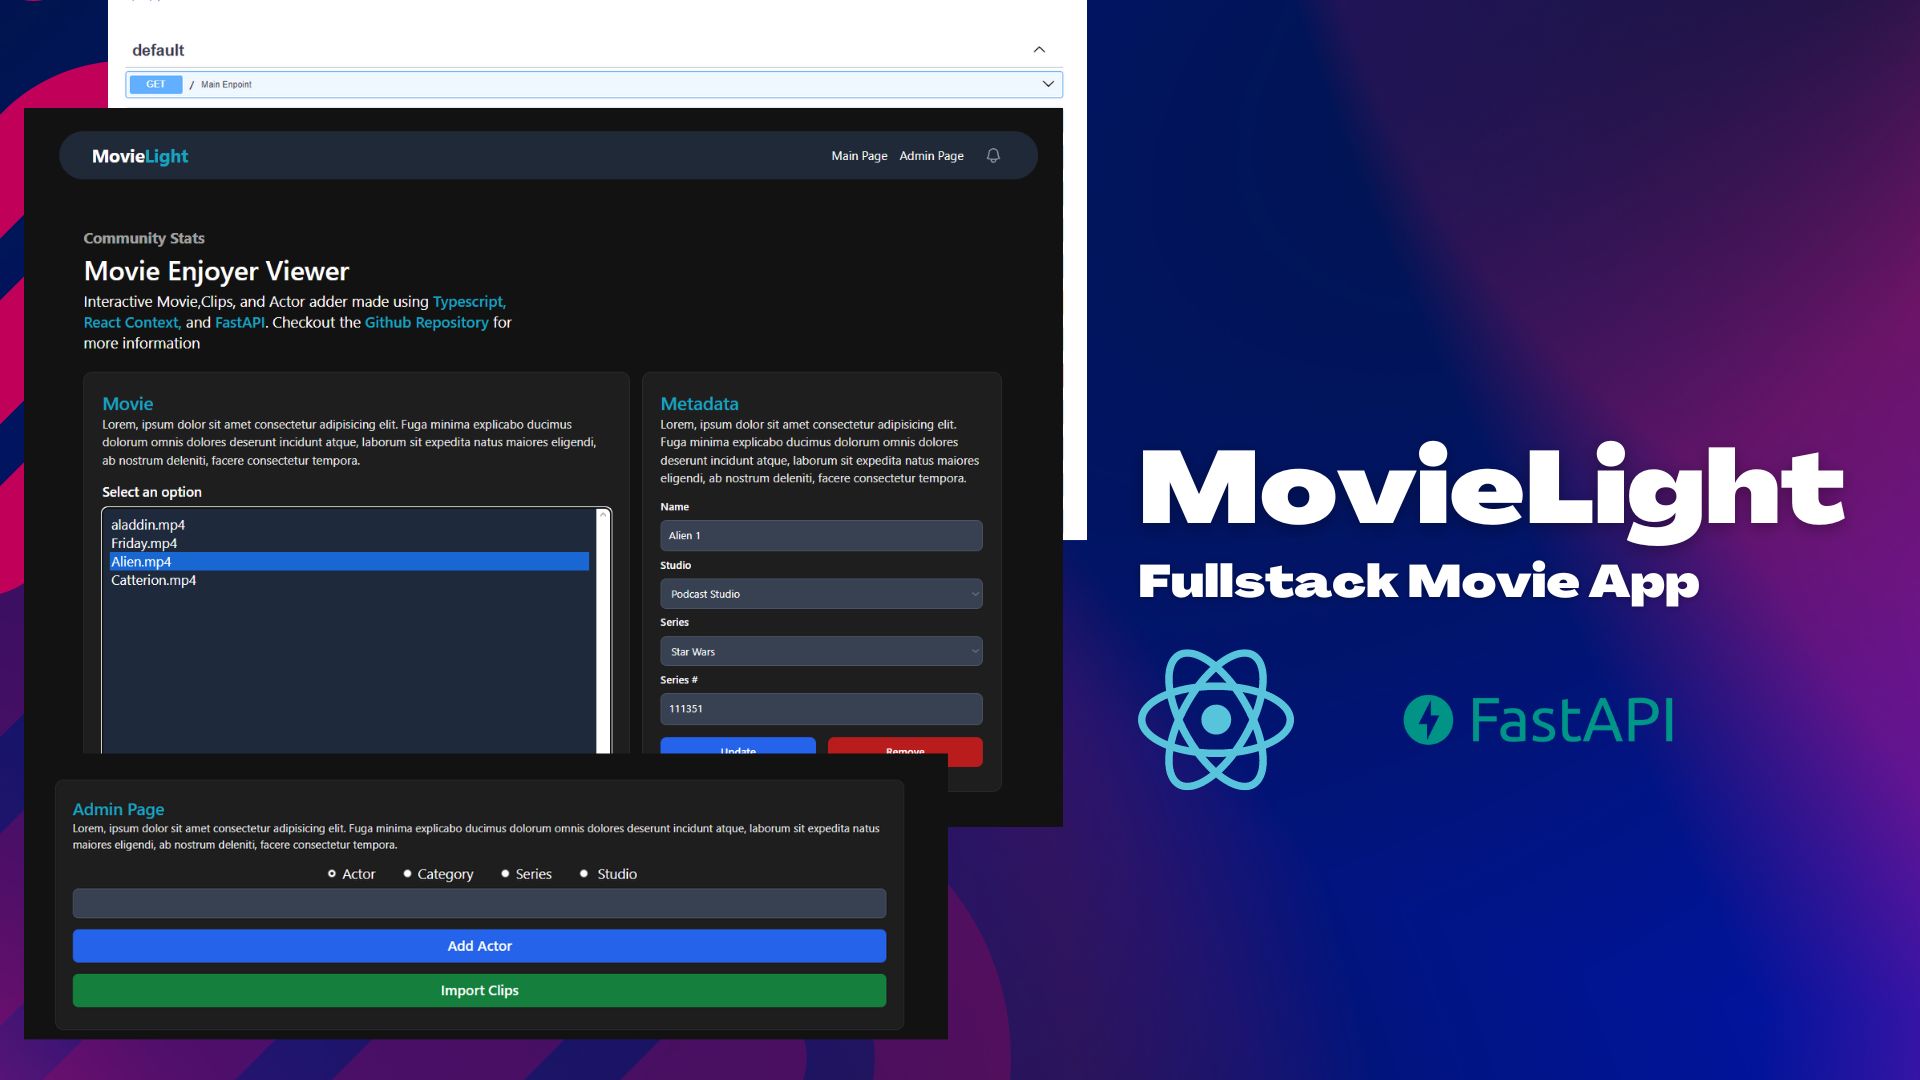 default
GET / Main Enpoint
MovieLight
Main Page Admin Page
Community Stats
Movie Enjoyer Viewer
Interactive Movie,Clips, and Actor adder made using Typescript,
React Context, and FastAPI. Checkout the Github Repository for
more information
Movie
Lorem, ipsum dolor sit amet consectetur adipisicing elit. Fuga minima explicabo ducimus
dolorum omnis dolores deserunt incidunt atque, laborum sit expedita natus maiores eligendi,
ab nostrum deleniti, facere consectetur tempora.
Select an option
aladdin.mp4
Friday.mp4
Alien.mp4
Catterion.mp4
Metadata
Lorem, ipsum dolor sit amet consectetur adipisicing elit.
Fuga minima explicabo ducimus dolorum omnis dolores
deserunt incidunt atque, laborum sit expedita natus maiores
eligendi, ab nostrum deleniti, facere consectetur tempora.
Name
Alien 1
Studio
Podcast Studio
Series
Star Wars
Series #
111351
Update Remove
Admin Page
Lorem, ipsum dolor sit amet consectetur adipisicing elit. Fuga minima explicabo ducimus dolorum omnis dolores deserunt incidunt atque, laborum sit expedita natus
maiores eligendi, ab nostrum deleniti, facere consectetur tempora.
Actor Category Series Studio
Add Actor
Import Clips
MovieLight
Fullstack Movie App
FastAPI